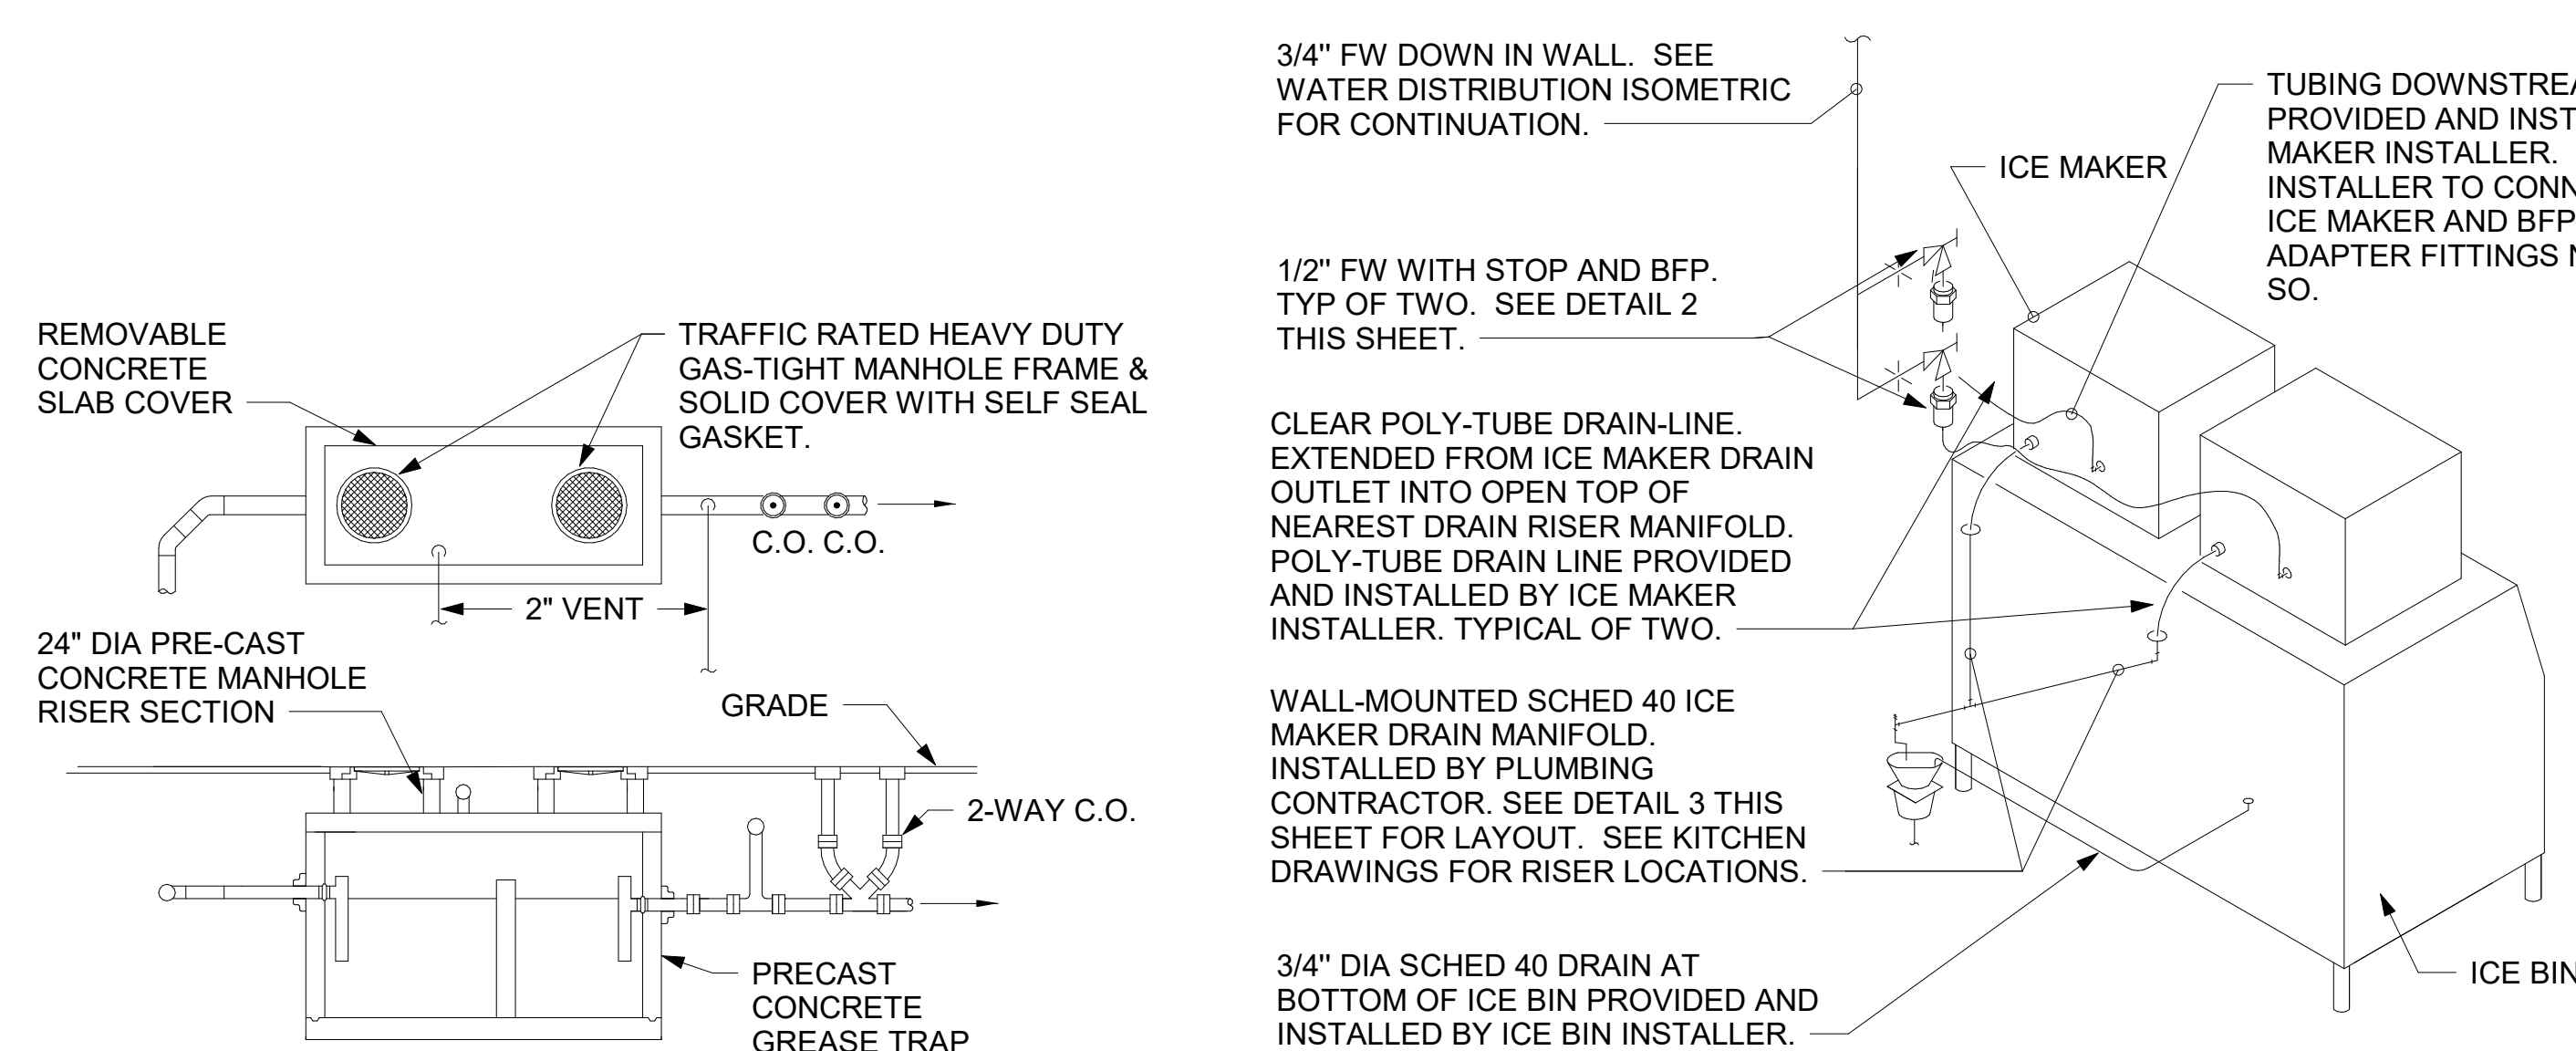 REMOVABLE
CONCRETE
SLAB COVER
TRAFFIC RATED HEAVY DUTY
GAS-TIGHT MANHOLE FRAME &
SOLID COVER WITH SELF SEAL
GASKET.
C.O. C.O.
2" VENT
24" DIA PRE-CAST
CONCRETE MANHOLE
RISER SECTION
GRADE
2-WAY C.O.
PRECAST
CONCRETE
GREASE TRAP
3/4" FW DOWN IN WALL. SEE
WATER DISTRIBUTION ISOMETRIC
FOR CONTINUATION.
ICE MAKER
TUBING DOWNSTREA
PROVIDED AND INST
MAKER INSTALLER.
INSTALLER TO CONN
ICE MAKER AND BFP
ADAPTER FITTINGS N
SO.
1/2" FW WITH STOP AND BFP.
TYP OF TWO. SEE DETAIL 2
THIS SHEET.
CLEAR POLY-TUBE DRAIN-LINE.
EXTENDED FROM ICE MAKER DRAIN
OUTLET INTO OPEN TOP OF
NEAREST DRAIN RISER MANIFOLD.
POLY-TUBE DRAIN LINE PROVIDED
AND INSTALLED BY ICE MAKER
INSTALLER. TYPICAL OF TWO.
WALL-MOUNTED SCHED 40 ICE
MAKER DRAIN MANIFOLD.
INSTALLED BY PLUMBING
CONTRACTOR. SEE DETAIL 3 THIS
SHEET FOR LAYOUT. SEE KITCHEN
DRAWINGS FOR RISER LOCATIONS.
3/4" DIA SCHED 40 DRAIN AT
BOTTOM OF ICE BIN PROVIDED AND
INSTALLED BY ICE BIN INSTALLER.
ICE BIN